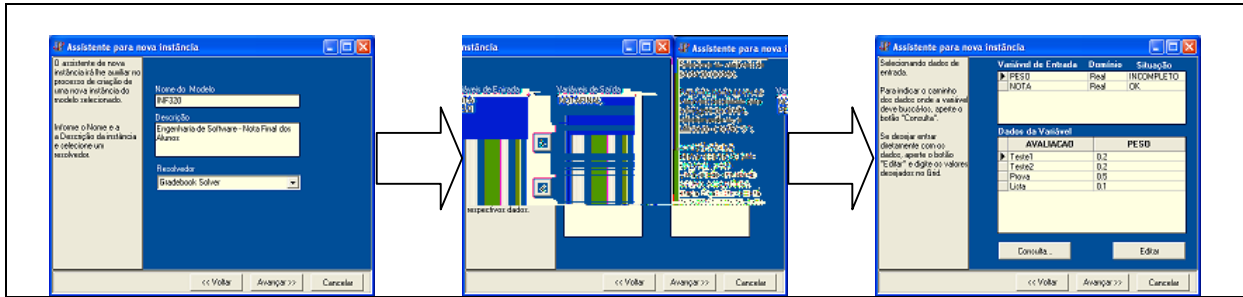 Assistente para nova instância
O assistente de nova
instância irá lhe auxiliar no
processo de criação de
uma nova instância do
modelo selecionado.
Informe o Nome e a
a Descrição da instância
e selecione um
resolvedor.
Nome do Modelo
INF320
Descrição
Engenharia de Software - Nota Final dos
Alunos
Resolvedor
Gradebook Solver
<< Voltar Avançar >> Cancelar
stância
Assistente para nova i
Variáveis de Entrada Variáveis de Saída
respectivos dados.
<< Voltar Avançar >> Cancelar
Assistente para nova instância
Selecionando dados de
entrada.
Para indicar o caminho
dos dados onde a variável
deve buscá-los, aperte o
botão "Consulta".
Se desejar entrar
diretamente com os
dados, aperte o botão
"Editar" e digite os valores
desejados no Grid.
Variável de Entrada Domínio Situação
PESO Real INCOMPLETO
NOTA Real OK
Dados da Variável
AVALIACAO PESO
Teste1 0.2
Teste2 0.2
Prova 0.5
Lista 0.1
Consulta... Editar
<< Voltar Avançar >> Cancelar